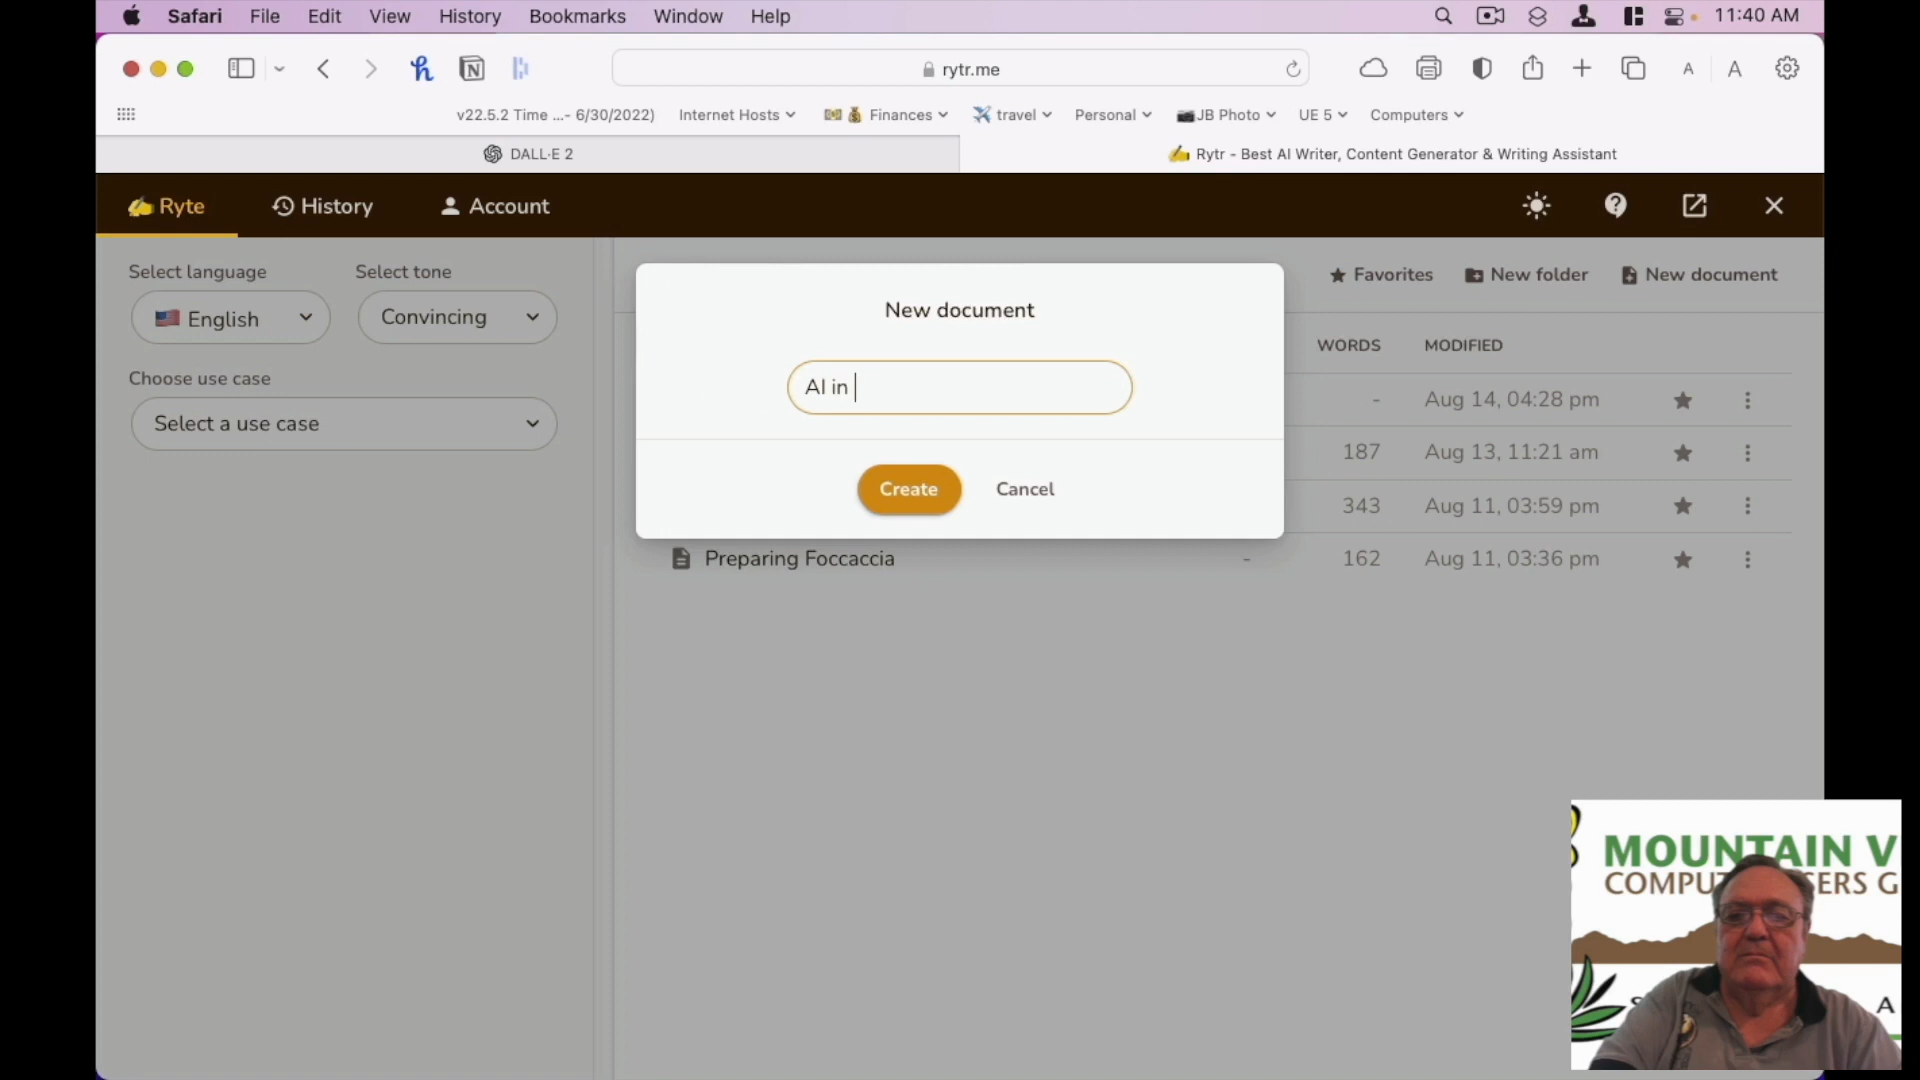 Safari File Edit View History Bookmarks Window Help 11:40 AM
rytr.me A A
v22.5.2 Time ...- 6/30/2022) Internet Hosts Finances travel Personal JB Photo UE 5 Computers
DALL·E 2 Rytr - Best AI Writer, Content Generator & Writing Assistant
Ryte History Account
Select language Select tone
English Convincing
Choose use case
Select a use case
Favorites New folder New document
WORDS MODIFIED
- Aug 14, 04:28 pm
187 Aug 13, 11:21 am
343 Aug 11, 03:59 pm
Preparing Foccaccia - 162 Aug 11, 03:36 pm
New document
AI in
Create Cancel
MOUNTAIN V
COMPUT SERS G
S A